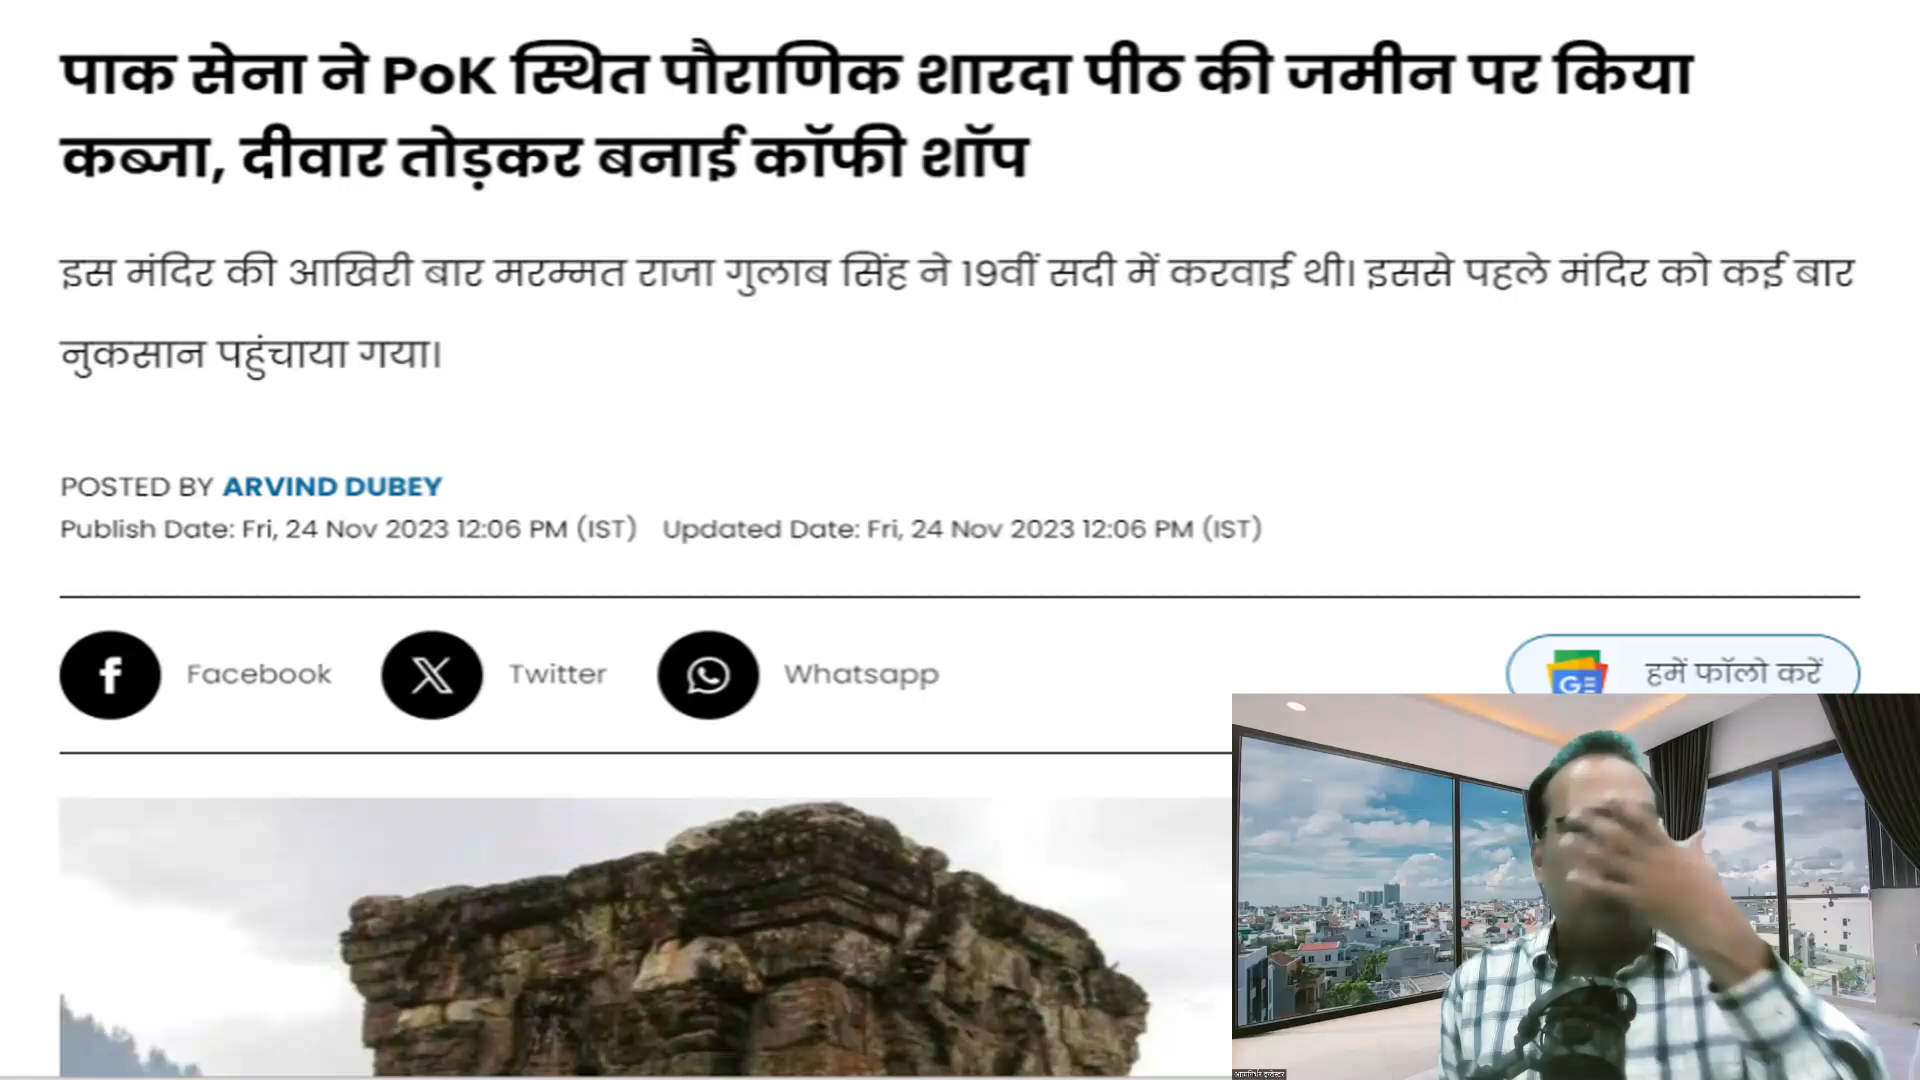 पाक सेना ने PoK स्थित पौराणिक शारदा पीठ की जमीन पर किया
कब्जा, दीवार तोड़कर बनाई कॉफी शॉप
इस मंदिर की आखिरी बार मरम्मत राजा गुलाब सिंह ने 19वीं सदी में करवाई थी। इससे पहले मंदिर को कई बार
नुकसान पहुंचाया गया।
POSTED BY ARVIND DUBEY
Publish Date: Fri, 24 Nov 2023 12:06 PM (IST) Updated Date: Fri, 24 Nov 2023 12:06 PM (IST)
Facebook Twitter Whatsapp हमें फॉलो करें